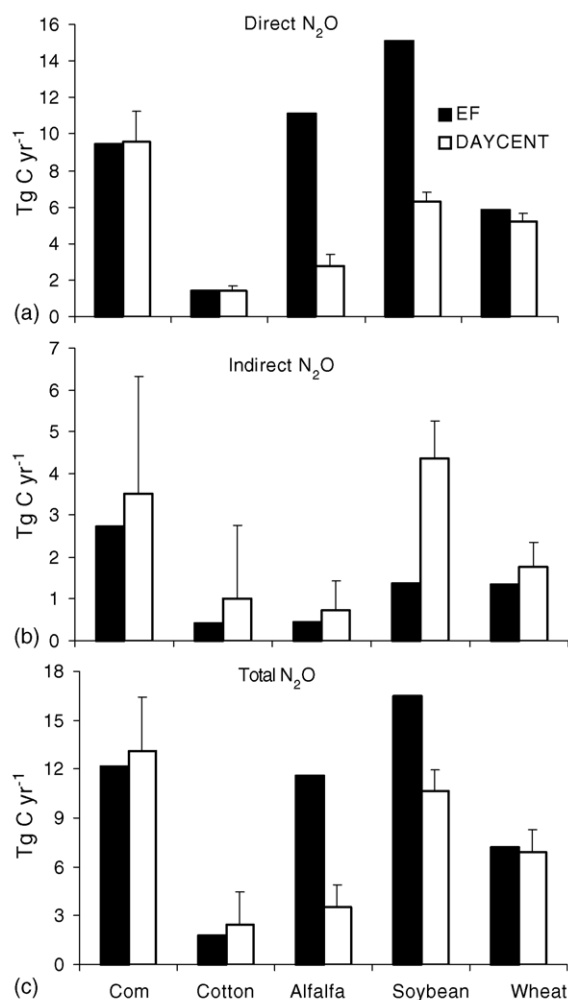 Direct N₂O
16
14
12
10
8
6
4
2
0
Tg C yr⁻¹
EF
DAYCENT
(a)
Indirect N₂O
7
6
5
4
3
2
1
0
Tg C yr⁻¹
(b)
Total N₂O
18
15
12
9
6
3
0
Tg C yr⁻¹
(c)
Com Cotton Alfalfa Soybean Wheat